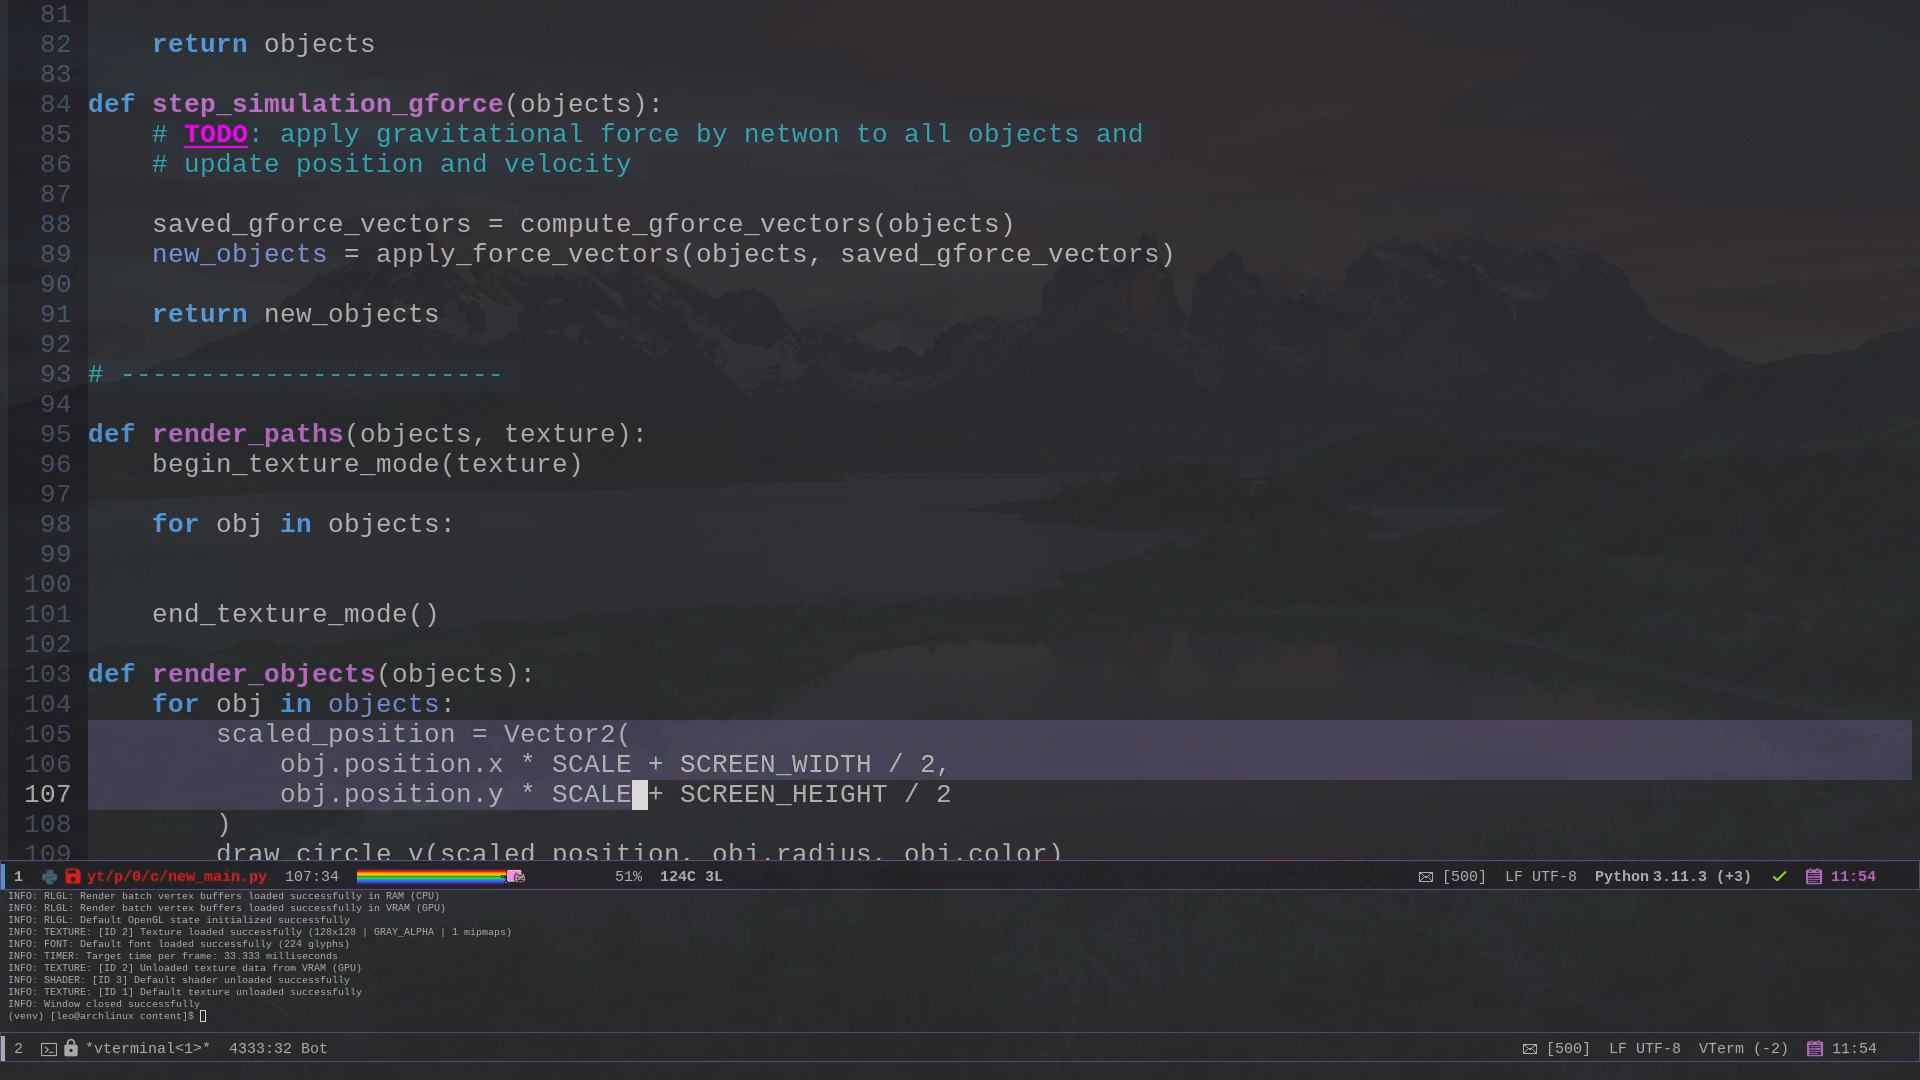 81
82     return objects
83
84 def step_simulation_gforce(objects):
85     # TODO: apply gravitational force by netwon to all objects and
86     # update position and velocity
87
88     saved_gforce_vectors = compute_gforce_vectors(objects)
89     new_objects = apply_force_vectors(objects, saved_gforce_vectors)
90
91     return new_objects
92
93 # ------------------------
94
95 def render_paths(objects, texture):
96     begin_texture_mode(texture)
97
98     for obj in objects:
99
100
101     end_texture_mode()
102
103 def render_objects(objects):
104     for obj in objects:
105         scaled_position = Vector2(
106             obj.position.x * SCALE + SCREEN_WIDTH / 2,
107             obj.position.y * SCALE + SCREEN_HEIGHT / 2
108         )
109         draw_circle_v(scaled_position, obj.radius, obj.color)
1 yt/p/0/c/new_main.py 107:34 51% 124C 3L [500] LF UTF-8 Python 3.11.3 (+3) 11:54
INFO: RLGL: Render batch vertex buffers loaded successfully in RAM (CPU)
INFO: RLGL: Render batch vertex buffers loaded successfully in VRAM (GPU)
INFO: RLGL: Default OpenGL state initialized successfully
INFO: TEXTURE: [ID 2] Texture loaded successfully (128x128 | GRAY_ALPHA | 1 mipmaps)
INFO: FONT: Default font loaded successfully (224 glyphs)
INFO: TIMER: Target time per frame: 33.333 milliseconds
INFO: TEXTURE: [ID 2] Unloaded texture data from VRAM (GPU)
INFO: SHADER: [ID 3] Default shader unloaded successfully
INFO: TEXTURE: [ID 1] Default texture unloaded successfully
INFO: Window closed successfully
(venv) [leo@archlinux content]$
2 *vterminal<1>* 4333:32 Bot [500] LF UTF-8 VTerm (-2) 11:54